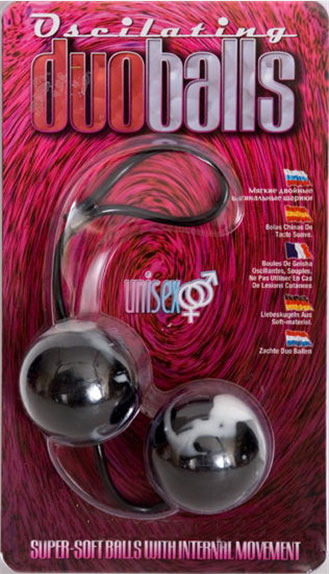 Oscilating
duoballs
Мягкие двойные
вагинальные шарики
Bolas Chinas De
Tacto Suave.
unisex
Boules De Geisha
Oscillantes, Souples.
Ne Pas Utiliser En Cas
De Lesions Cutanees
Liebeskugeln Aus
Soft-material.
Zachte Duo Ballen
SUPER-SOFT BALLS WITH INTERNAL MOVEMENT